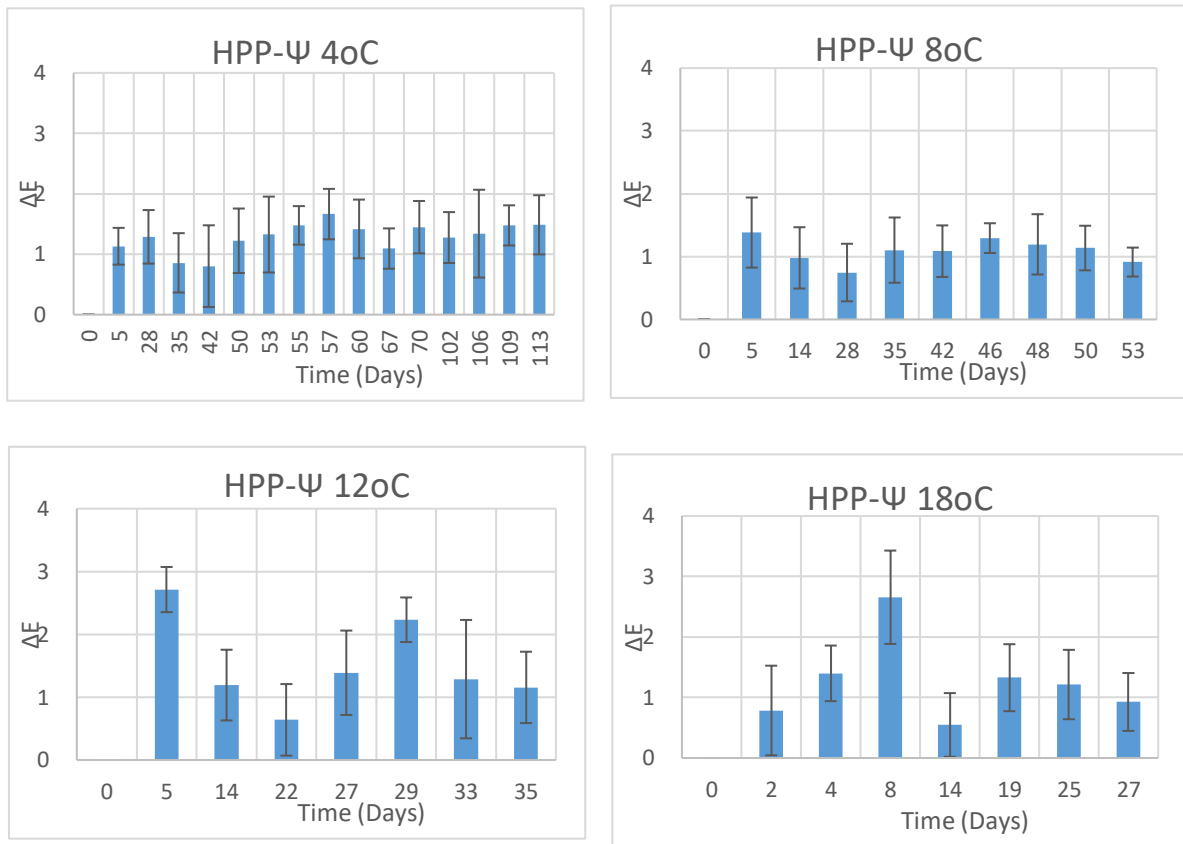 HPP-Ψ 4oC
4
3
2
1
0
ΔE
0 5 28 35 42 50 53 55 57 60 67 70 102 106 109 113
Time (Days)
HPP-Ψ 8oC
4
3
2
1
0
ΔE
0 5 14 28 35 42 46 48 50 53
Time (Days)
HPP-Ψ 12oC
4
3
2
1
0
ΔE
0 5 14 22 27 29 33 35
Time (Days)
HPP-Ψ 18oC
4
3
2
1
0
ΔE
0 2 4 8 14 19 25 27
Time (Days)